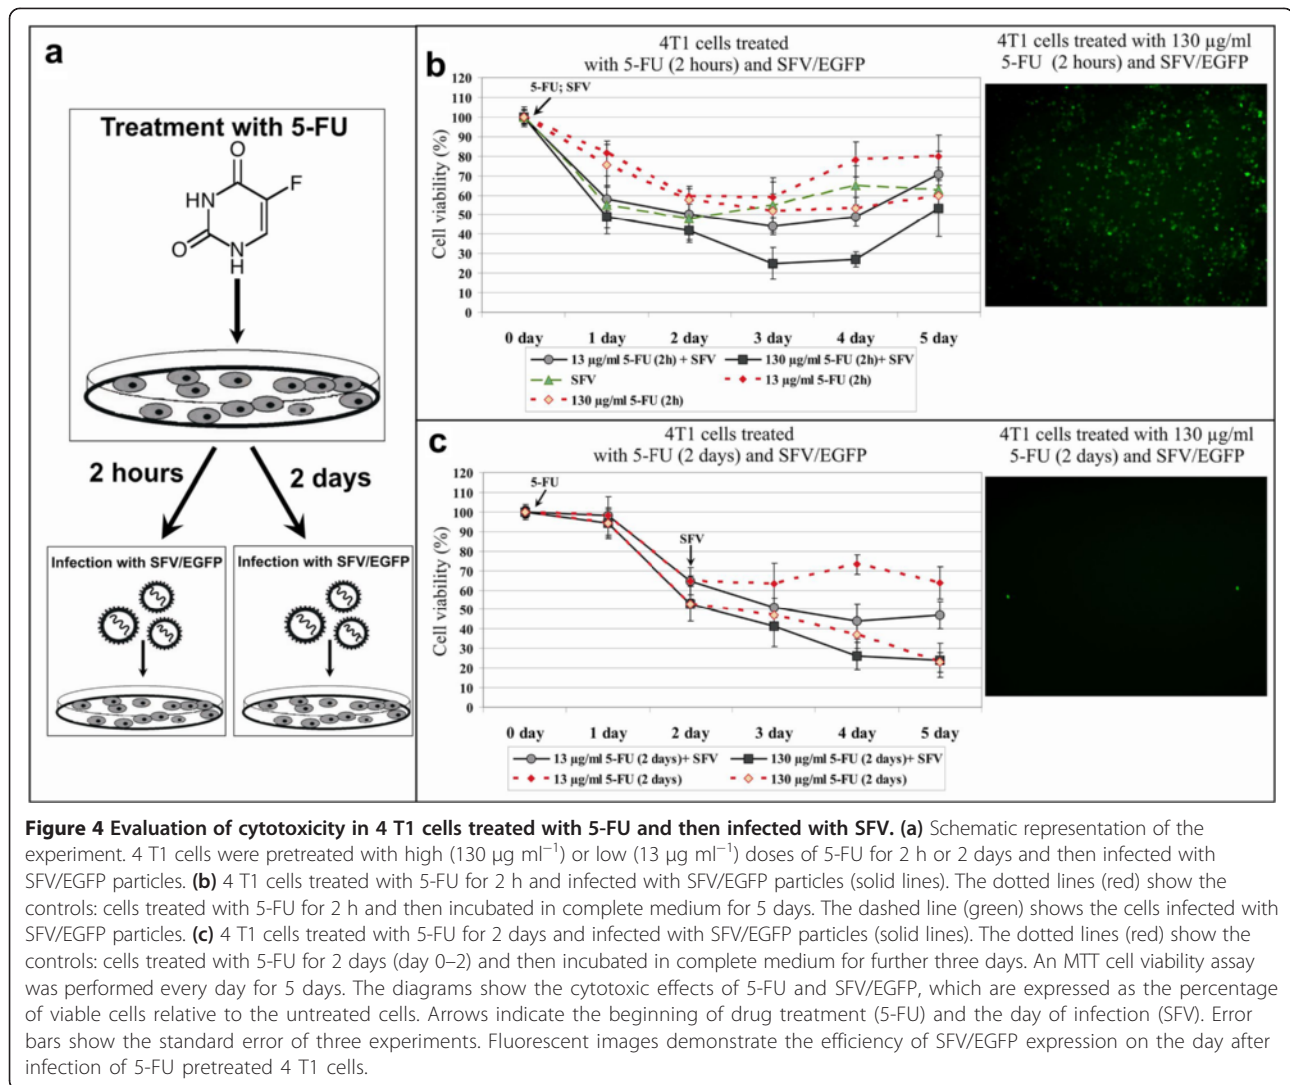 a
Treatment with 5-FU
O
F
HN
O
N
H
2 hours
2 days
Infection with SFV/EGFP
Infection with SFV/EGFP
b
4T1 cells treated
with 5-FU (2 hours) and SFV/EGFP
4T1 cells treated with 130 µg/ml
5-FU (2 hours) and SFV/EGFP
Cell viability (%)
120
110
100
90
80
70
60
50
40
30
20
10
0
5-FU; SFV
0 day 1 day 2 day 3 day 4 day 5 day
13 µg/ml 5-FU (2h) + SFV 130 µg/ml 5-FU (2h)+ SFV
SFV 13 µg/ml 5-FU (2h)
130 µg/ml 5-FU (2h)
c
4T1 cells treated
with 5-FU (2 days) and SFV/EGFP
4T1 cells treated with 130 µg/ml
5-FU (2 days) and SFV/EGFP
Cell viability (%)
120
110
100
90
80
70
60
50
40
30
20
10
0
5-FU
SFV
0 day 1 day 2 day 3 day 4 day 5 day
13 µg/ml 5-FU (2 days)+ SFV 130 µg/ml 5-FU (2 days)+ SFV
13 µg/ml 5-FU (2 days) 130 µg/ml 5-FU (2 days)
Figure 4 Evaluation of cytotoxicity in 4 T1 cells treated with 5-FU and then infected with SFV. (a) Schematic representation of the
experiment. 4 T1 cells were pretreated with high (130 µg ml⁻¹) or low (13 µg ml⁻¹) doses of 5-FU for 2 h or 2 days and then infected with
SFV/EGFP particles. (b) 4 T1 cells treated with 5-FU for 2 h and infected with SFV/EGFP particles (solid lines). The dotted lines (red) show the
controls: cells treated with 5-FU for 2 h and then incubated in complete medium for 5 days. The dashed line (green) shows the cells infected with
SFV/EGFP particles. (c) 4 T1 cells treated with 5-FU for 2 days and infected with SFV/EGFP particles (solid lines). The dotted lines (red) show the
controls: cells treated with 5-FU for 2 days (day 0–2) and then incubated in complete medium for further three days. An MTT cell viability assay
was performed every day for 5 days. The diagrams show the cytotoxic effects of 5-FU and SFV/EGFP, which are expressed as the percentage
of viable cells relative to the untreated cells. Arrows indicate the beginning of drug treatment (5-FU) and the day of infection (SFV). Error
bars show the standard error of three experiments. Fluorescent images demonstrate the efficiency of SFV/EGFP expression on the day after
infection of 5-FU pretreated 4 T1 cells.